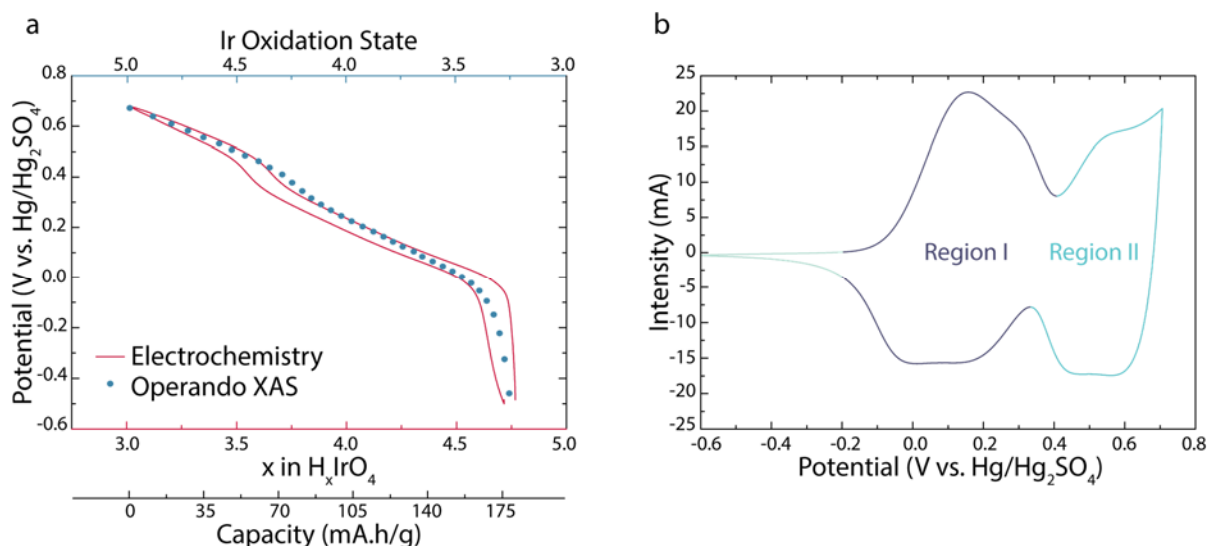 a
Ir Oxidation State
5.0 4.5 4.0 3.5 3.0
0.8
0.6
0.4
0.2
0.0
-0.2
-0.4
-0.6
Potential (V vs. Hg/Hg2SO4)
Electrochemistry
Operando XAS
3.0 3.5 4.0 4.5 5.0
x in HxIrO4
0 35 70 105 140 175
Capacity (mA.h/g)
b
25
20
15
10
5
0
-5
-10
-15
-20
-25
Intensity (mA)
Region I Region II
-0.6 -0.4 -0.2 0.0 0.2 0.4 0.6 0.8
Potential (V vs. Hg/Hg2SO4)